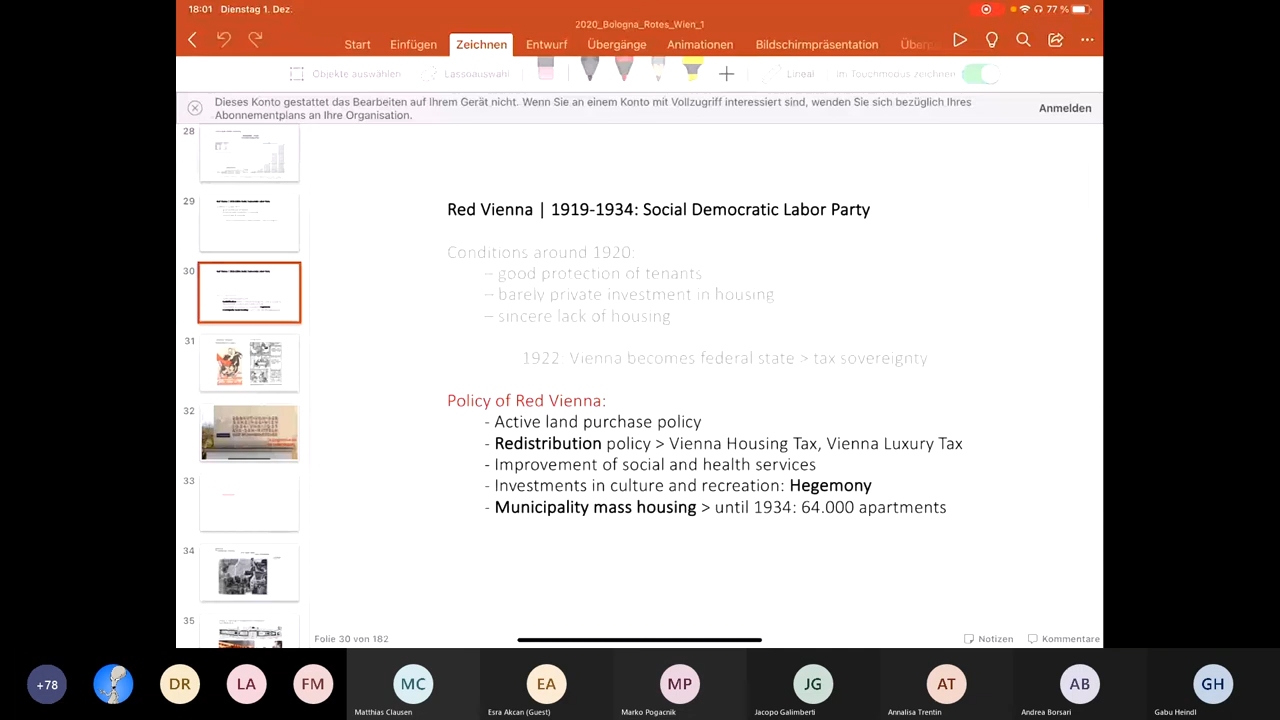 18:01 Dienstag 1. Dez.
77 %
2020_Bologna_Rotes_Wien_1
Start Einfügen Zeichnen Entwurf Übergänge Animationen Bildschirmpräsentation Überp
Objekte auswählen Lassoauswahl Lineal Im Touchmodus zeichnen
Dieses Konto gestattet das Bearbeiten auf Ihrem Gerät nicht. Wenn Sie an einem Konto mit Vollzugriff interessiert sind, wenden Sie sich bezüglich Ihres
Abonnementplans an Ihre Organisation.
Anmelden
28
29
30
31
32
33
34
35
Red Vienna | 1919-1934: Social Democratic Labor Party
Conditions around 1920:
– good protection of tenants
– barely private investment in housing
– sincere lack of housing
1922 Vienna becomes federal state > tax sovereignty
Policy of Red Vienna:
- Active land purchase policy
- Redistribution policy > Vienna Housing Tax, Vienna Luxury Tax
- Improvement of social and health services
- Investments in culture and recreation: Hegemony
- Municipality mass housing > until 1934: 64.000 apartments
Folie 30 von 182
Notizen Kommentare
+78 DR LA FM MC EA MP JG AT AB GH
Matthias Clausen Esra Akcan (Guest) Marko Pogacnik Jacopo Galimberti Annalisa Trentin Andrea Borsari Gabu Heindl